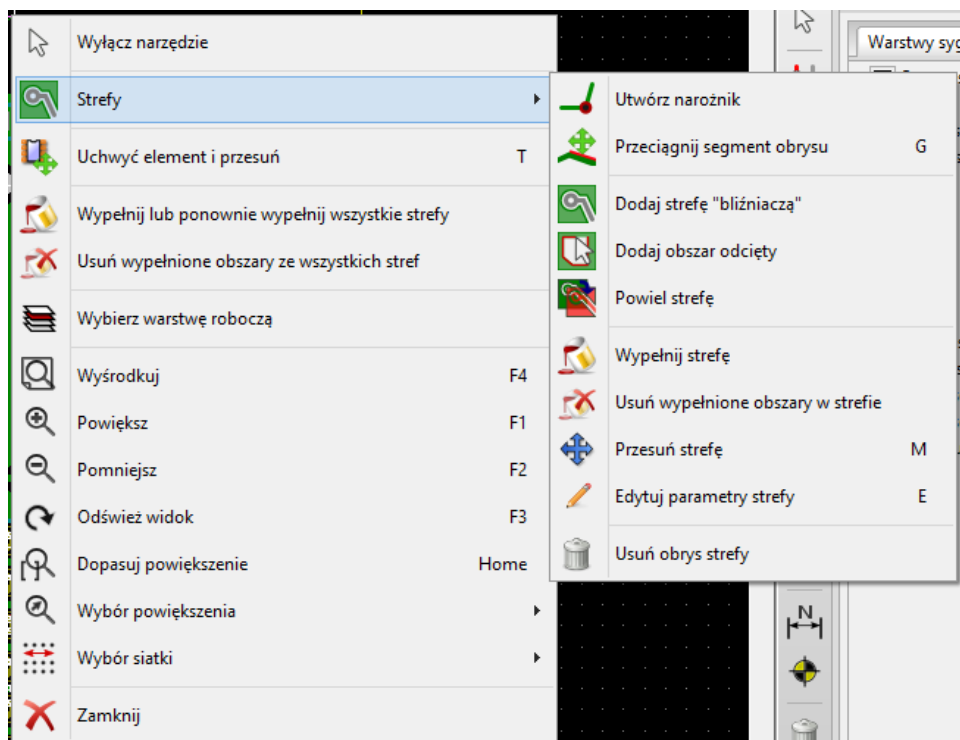 Wyłącz narzędzie
Strefy
Uchwyć element i przesuń T
Wypełnij lub ponownie wypełnij wszystkie strefy
Usuń wypełnione obszary ze wszystkich stref
Wybierz warstwę roboczą
Wyśrodkuj F4
Powiększ F1
Pomniejsz F2
Odśwież widok F3
Dopasuj powiększenie Home
Wybór powiększenia
Wybór siatki
Zamknij
Utwórz narożnik
Przeciągnij segment obrysu G
Dodaj strefę "bliźniaczą"
Dodaj obszar odcięty
Powiel strefę
Wypełnij strefę
Usuń wypełnione obszary w strefie
Przesuń strefę M
Edytuj parametry strefy E
Usuń obrys strefy
Warstwy syg
N